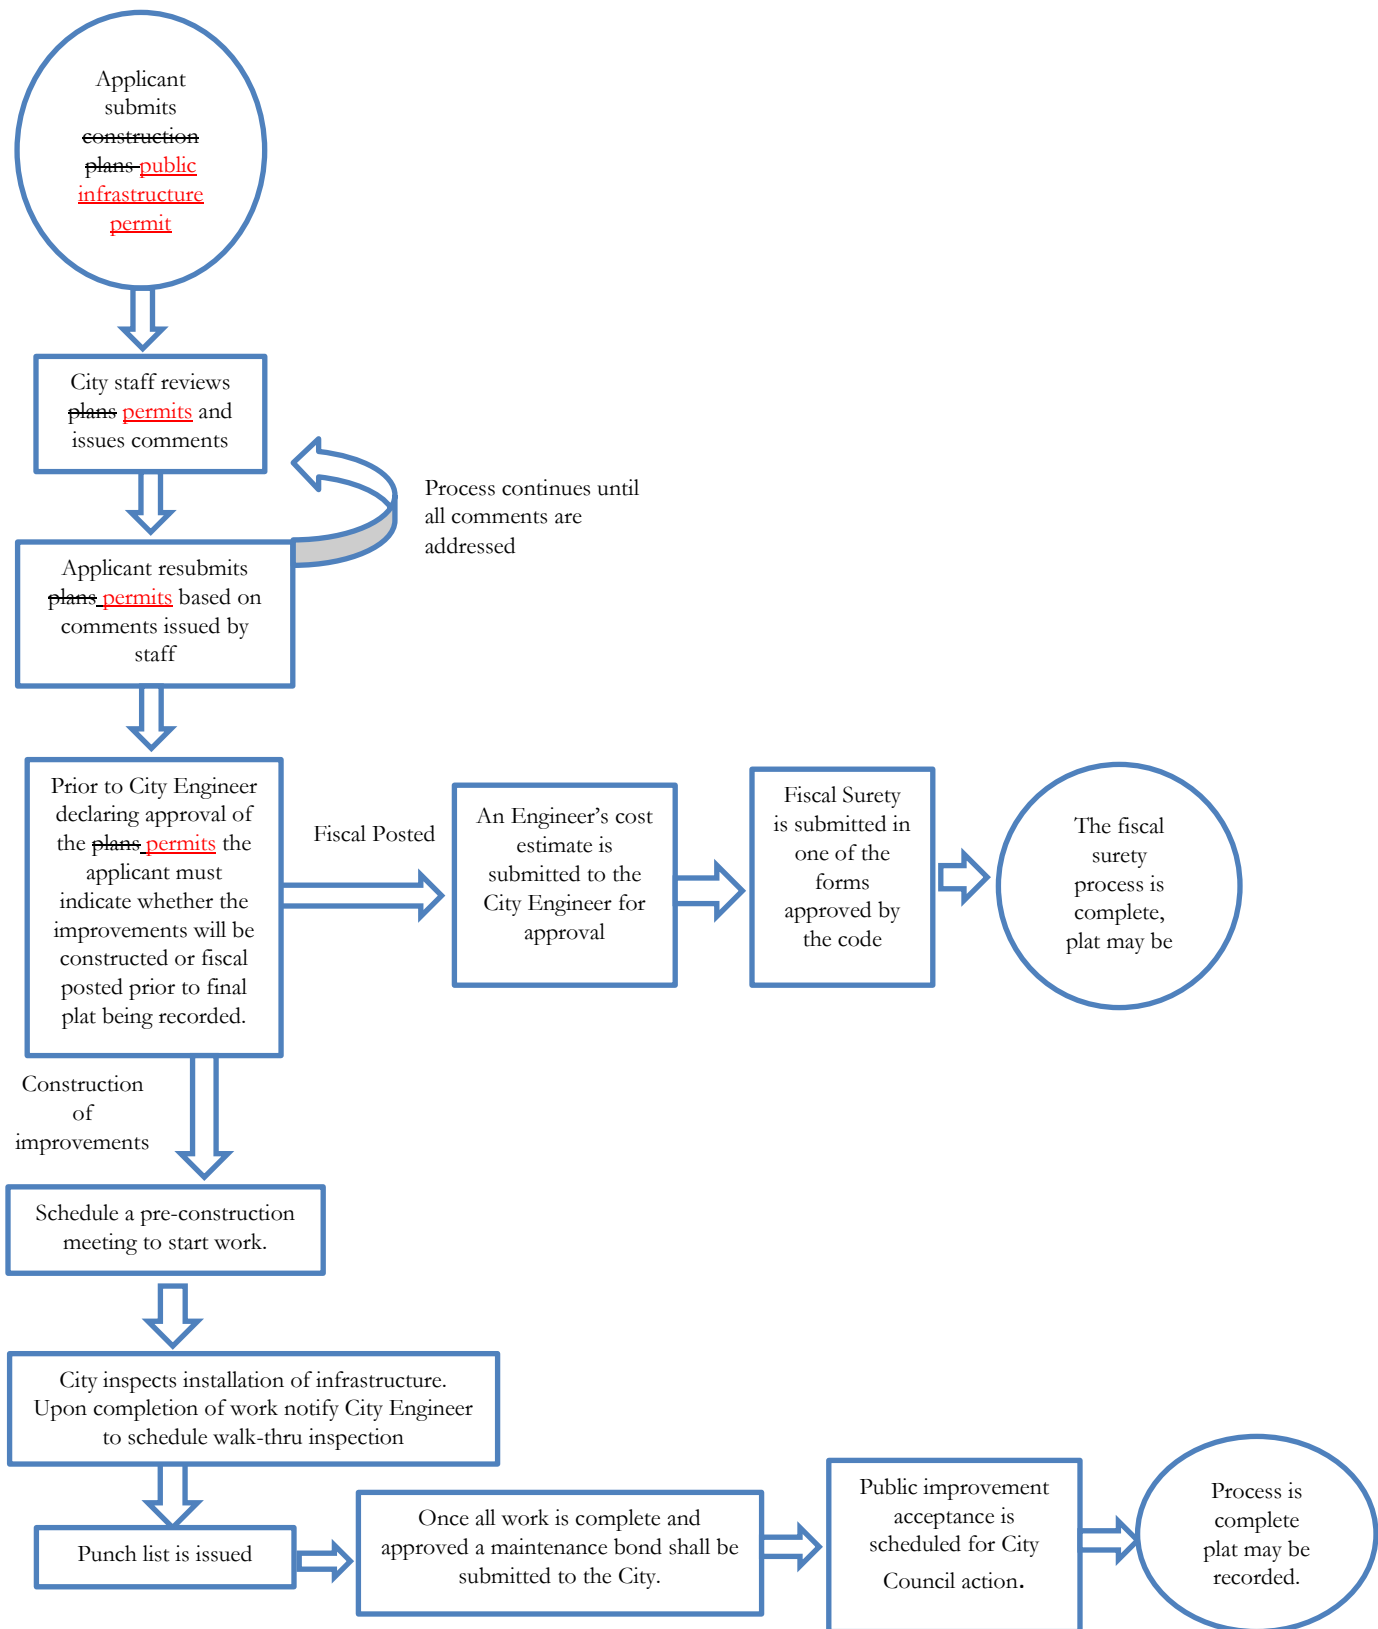 Applicant
submits
construction
plans public
infrastructure
permit
City staff reviews
plans permits and
issues comments
Process continues until
all comments are
addressed
Applicant resubmits
plans permits based on
comments issued by
staff
Prior to City Engineer
declaring approval of
the plans permits the
applicant must
indicate whether the
improvements will be
constructed or fiscal
posted prior to final
plat being recorded.
Fiscal Posted
An Engineer’s cost
estimate is
submitted to the
City Engineer for
approval
Fiscal Surety
is submitted in
one of the
forms
approved by
the code
The fiscal
surety
process is
complete,
plat may be
Construction
of
improvements
Schedule a pre-construction
meeting to start work.
City inspects installation of infrastructure.
Upon completion of work notify City Engineer
to schedule walk-thru inspection
Punch list is issued
Once all work is complete and
approved a maintenance bond shall be
submitted to the City.
Public improvement
acceptance is
scheduled for City
Council action.
Process is
complete
plat may be
recorded.